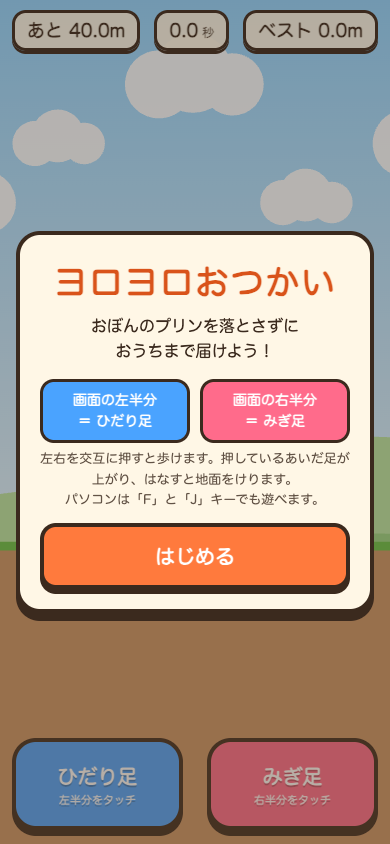 あと 40.0m
0.0 秒
ベスト 0.0m
ヨロヨロおつかい
おぼんのプリンを落とさずに
おうちまで届けよう！
画面の左半分
＝ ひだり足
画面の右半分
＝ みぎ足
左右を交互に押すと歩けます。押しているあいだ足が
上がり、はなすと地面をけります。
パソコンは「F」と「J」キーでも遊べます。
はじめる
ひだり足
左半分をタッチ
みぎ足
右半分をタッチ